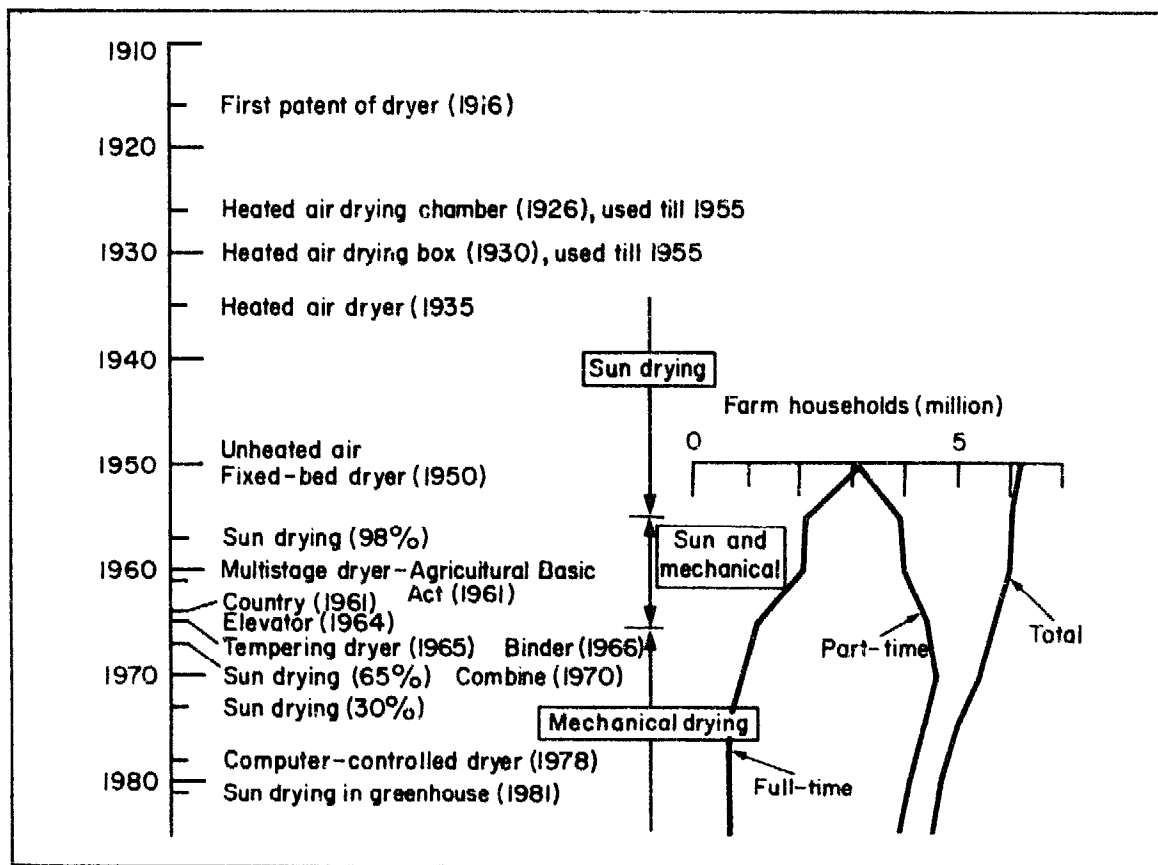 1910
First patent of dryer (1916)
1920
Heated air drying chamber (1926), used till 1955
1930
Heated air drying box (1930), used till 1955
Heated air dryer (1935
1940
Sun drying
Farm households (million)
0 5
Unheated air
1950
Fixed-bed dryer (1950)
Sun drying (98%)
Sun and
mechanical
1960
Multistage dryer-Agricultural Basic
Act (1961)
Country (1961)
Elevator (1964)
Tempering dryer (1965) Binder (1966)
Part-time
Total
1970
Sun drying (65%) Combine (1970)
Sun drying (30%)
Mechanical drying
Computer-controlled dryer (1978)
1980
Full-time
Sun drying in greenhouse (1981)